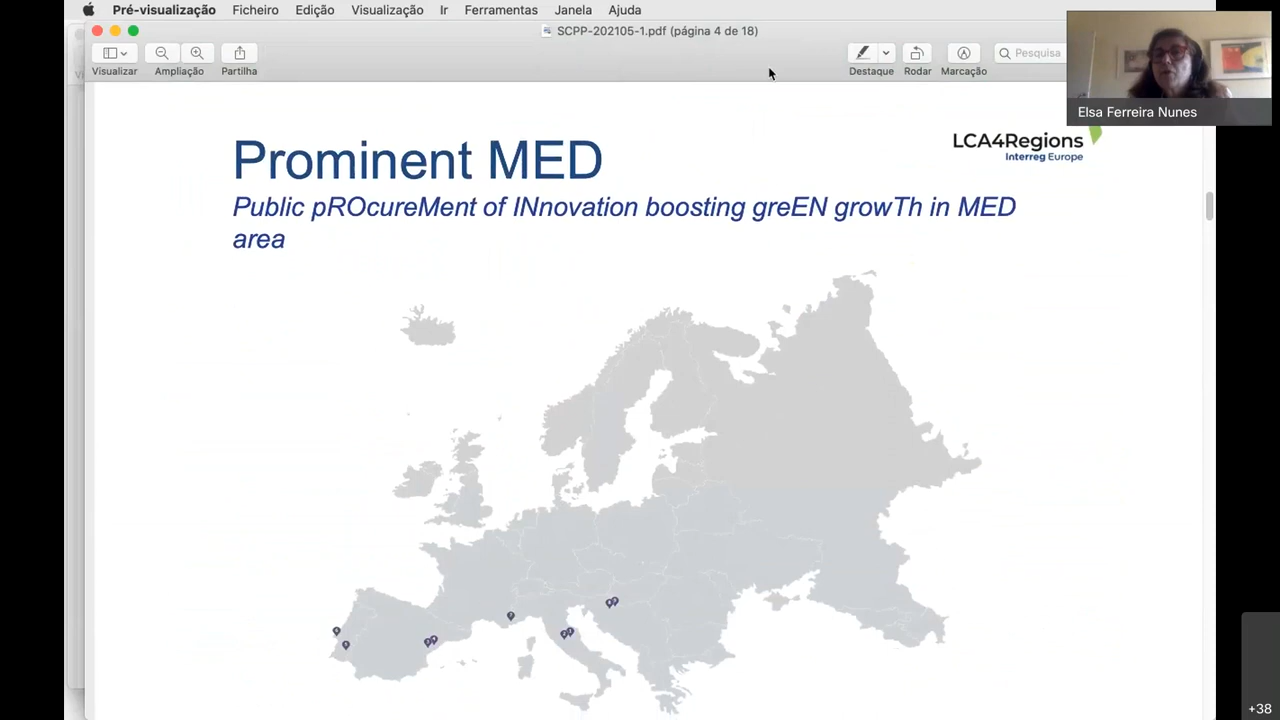 Pré-visualização Ficheiro Edição Visualização Ir Ferramentas Janela Ajuda
SCPP-202105-1.pdf (página 4 de 18)
Visualizar Ampliação Partilha Destaque Rodar Marcação Pesquisa
Elsa Ferreira Nunes
LCA4Regions
Interreg Europe
Prominent MED
Public pROcureMent of INnovation boosting greEN growTh in MED
area
+38